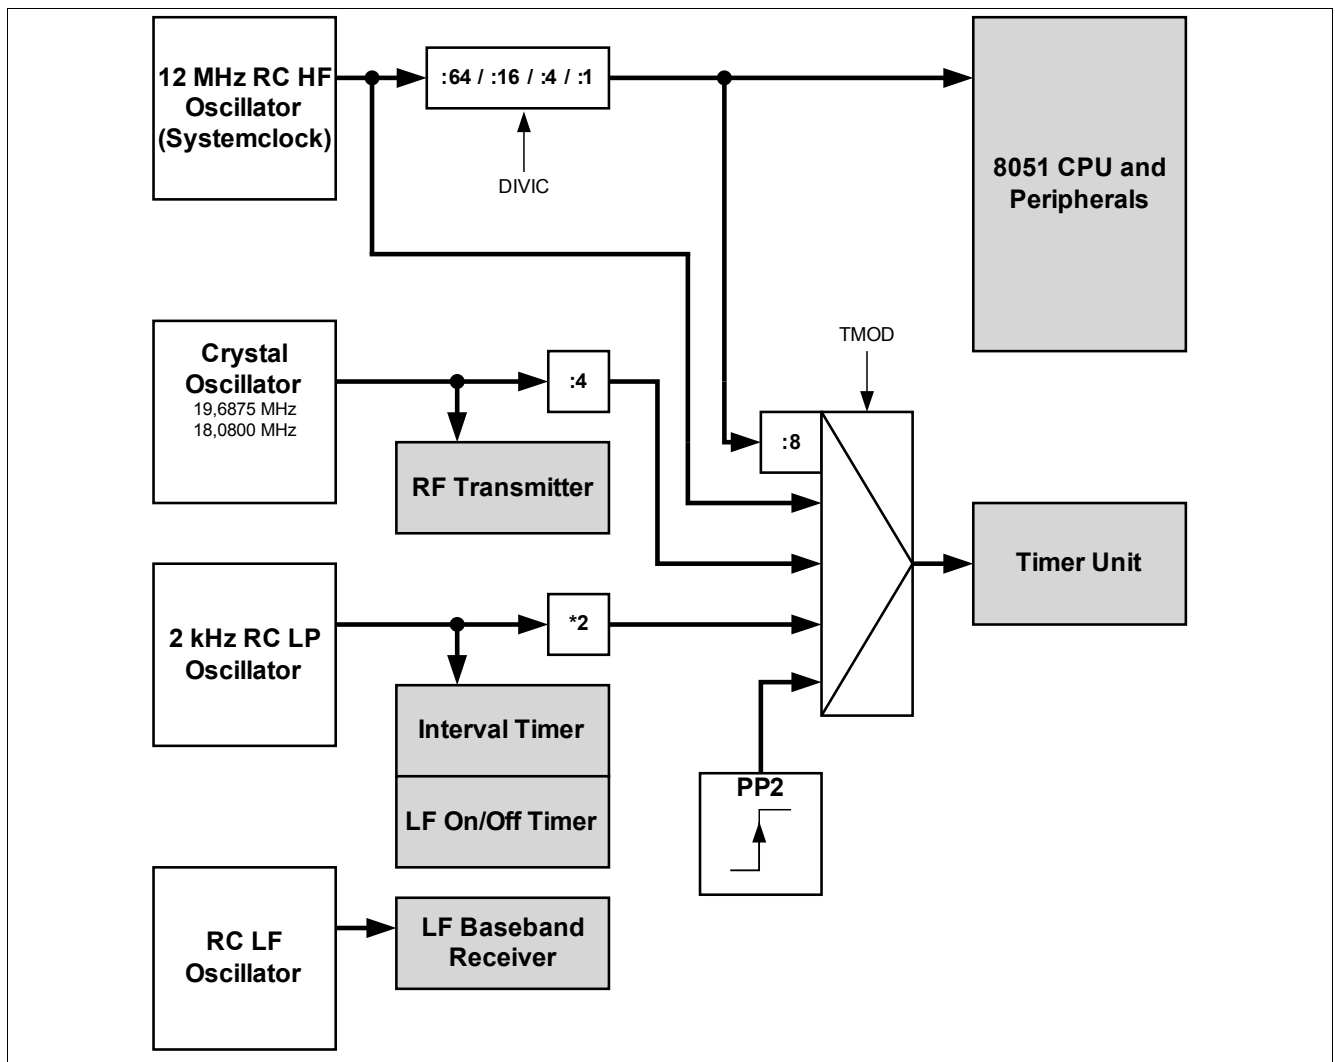 12 MHz RC HF
Oscillator
(Systemclock)
:64 / :16 / :4 / :1
DIVIC
8051 CPU and
Peripherals
Crystal
Oscillator
19,6875 MHz
18,0800 MHz
:4
RF Transmitter
TMOD
:8
Timer Unit
2 kHz RC LP
Oscillator
*2
Interval Timer
LF On/Off Timer
PP2
RC LF
Oscillator
LF Baseband
Receiver